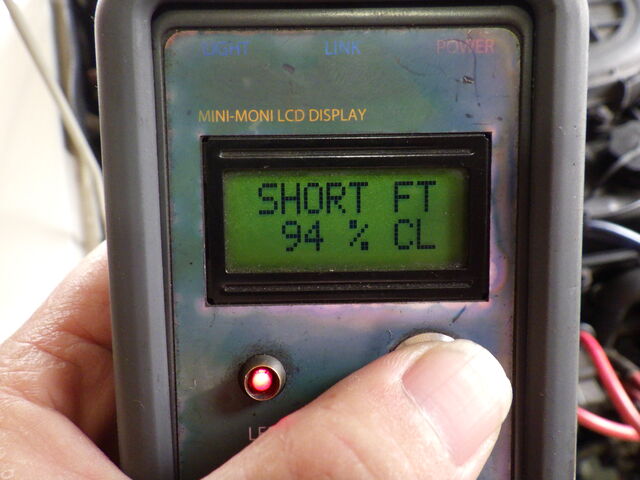 LIGHT LINK POWER
MINI-MONI LCD DISPLAY
SHORT FT
94 % CL